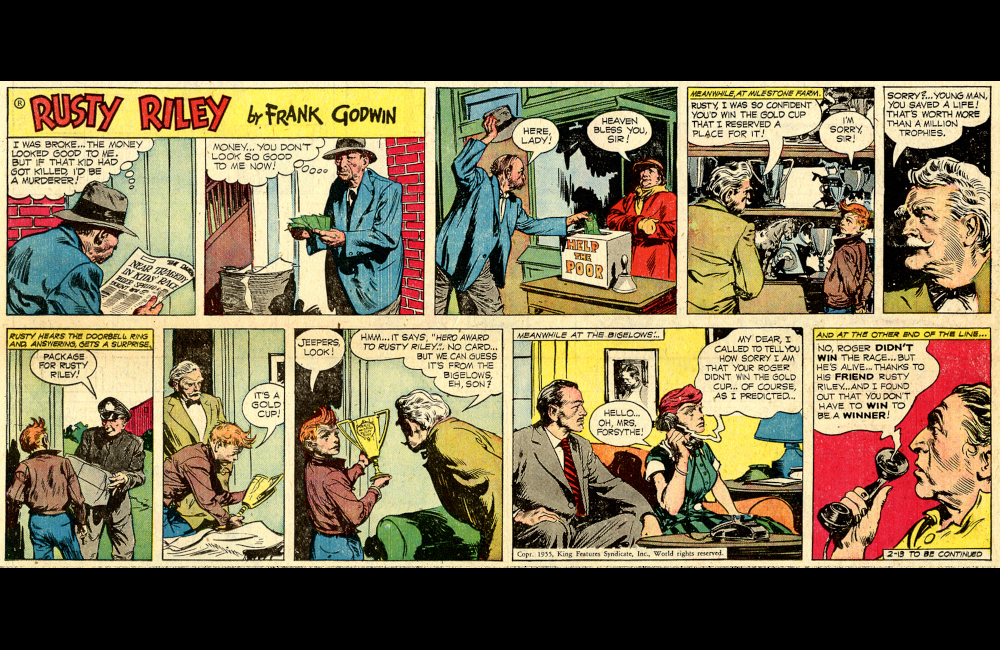 ® RUSTY RILEY by FRANK GODWIN
I WAS BROKE...THE MONEY
LOOKED GOOD TO ME.
BUT IF THAT KID HAD
GOT KILLED, I'D BE
A MURDERER!
NEAR TRAGEDY
IN KIDS' RACE
MONEY...YOU DON'T
LOOK SO GOOD
TO ME NOW!
HERE,
LADY!
HEAVEN
BLESS YOU,
SIR!
HELP
THE
POOR
MEANWHILE, AT MILESTONE FARM.
RUSTY, I WAS SO CONFIDENT
YOU'D WIN THE GOLD CUP
THAT I RESERVED A
PLACE FOR IT!
I'M
SORRY,
SIR!
SORRY?...YOUNG MAN,
YOU SAVED A LIFE!
THAT'S WORTH MORE
THAN A MILLION
TROPHIES.
RUSTY HEARS THE DOORBELL RING
AND, ANSWERING, GETS A SURPRISE.
PACKAGE
FOR RUSTY
RILEY!
IT'S A
GOLD
CUP!
JEEPERS,
LOOK!
HMM...IT SAYS, "HERO AWARD
TO RUSTY RILEY"... NO CARD...
BUT WE CAN GUESS
IT'S FROM THE
BIGELOWS,
EH, SON?
MEANWHILE AT THE BIGELOWS'...
HELLO...
OH, MRS.
FORSYTHE!
MY DEAR, I
CALLED TO TELL YOU
HOW SORRY I AM
THAT YOUR ROGER
DIDN'T WIN THE GOLD
CUP... OF COURSE,
AS I PREDICTED...
Copr. 1955, King Features Syndicate, Inc., World rights reserved.
AND AT THE OTHER END OF THE LINE...
NO, ROGER DIDN'T
WIN THE RACE...BUT
HE'S ALIVE...THANKS TO
HIS FRIEND RUSTY
RILEY...AND I FOUND
OUT THAT YOU DON'T
HAVE TO WIN TO
BE A WINNER!
2-13 TO BE CONTINUED